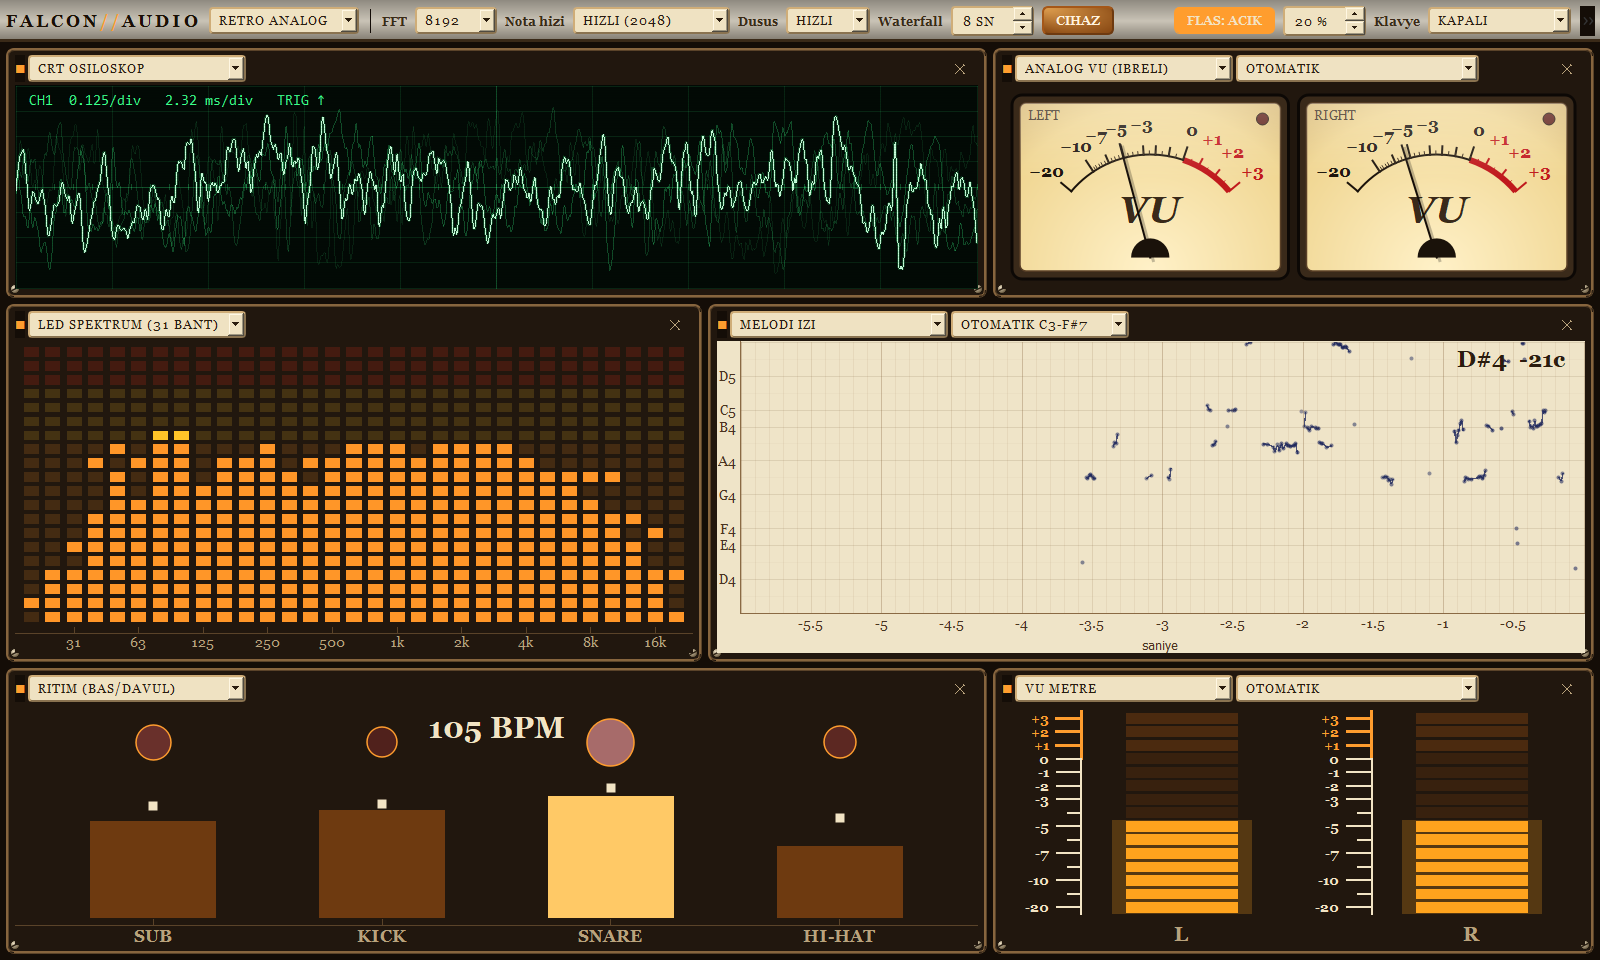 FALCON//AUDIO RETRO ANALOG FFT 8192 Nota hizi HIZLI (2048) Dusus HIZLI Waterfall 8 SN CIHAZ FLAS: ACIK 20 % Klavye KAPALI »
CRT OSILOSKOP
CH1 0.125/div 2.32 ms/div TRIG ↑
ANALOG VU (IBRELI) OTOMATIK
LEFT
-20 -10 -7 -5 -3 0 +1 +2 +3
VU
RIGHT
-20 -10 -7 -5 -3 0 +1 +2 +3
VU
LED SPEKTRUM (31 BANT)
31 63 125 250 500 1k 2k 4k 8k 16k
MELODI IZI OTOMATIK C3-F#7
D#4 -21c
D5
C5
B4
A4
G4
F4
E4
D4
-5.5 -5 -4.5 -4 -3.5 -3 -2.5 -2 -1.5 -1 -0.5
saniye
RITIM (BAS/DAVUL)
105 BPM
SUB KICK SNARE HI-HAT
VU METRE OTOMATIK
+3 +3
+2 +2
+1 +1
0 0
-1 -1
-2 -2
-3 -3
-5 -5
-7 -7
-10 -10
-20 -20
L R